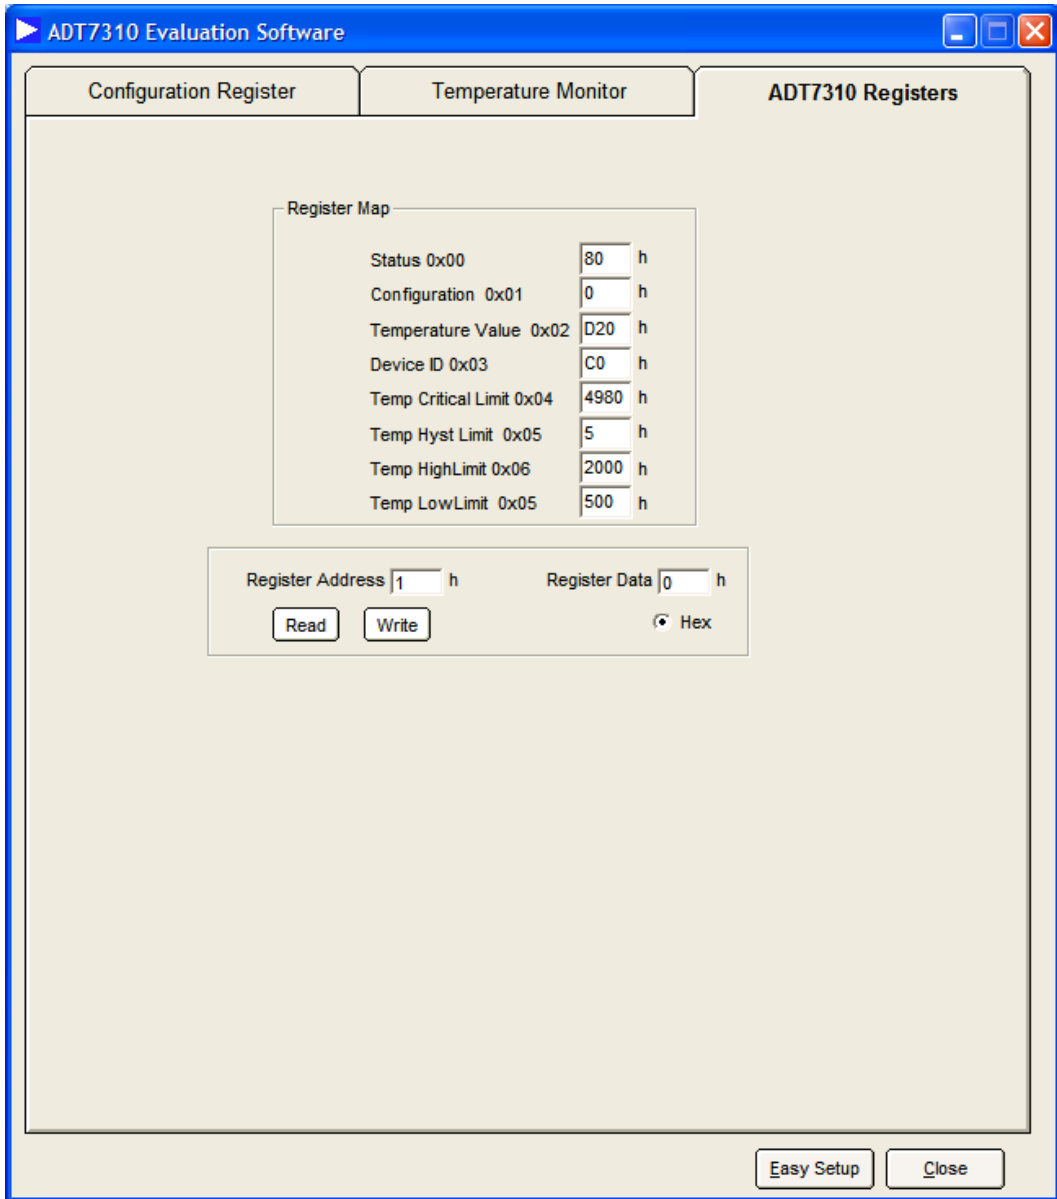 ADT7310 Evaluation Software
Configuration Register Temperature Monitor ADT7310 Registers
Register Map
Status 0x00 80 h
Configuration 0x01 0 h
Temperature Value 0x02 D20 h
Device ID 0x03 C0 h
Temp Critical Limit 0x04 4980 h
Temp Hyst Limit 0x05 5 h
Temp HighLimit 0x06 2000 h
Temp LowLimit 0x05 500 h
Register Address 1 h Register Data 0 h
Read Write Hex
Easy Setup Close